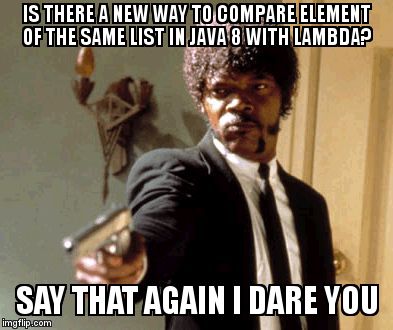 IS THERE A NEW WAY TO COMPARE ELEMENT
OF THE SAME LIST IN JAVA 8 WITH LAMBDA?
SAY THAT AGAIN I DARE YOU
imgflip.com